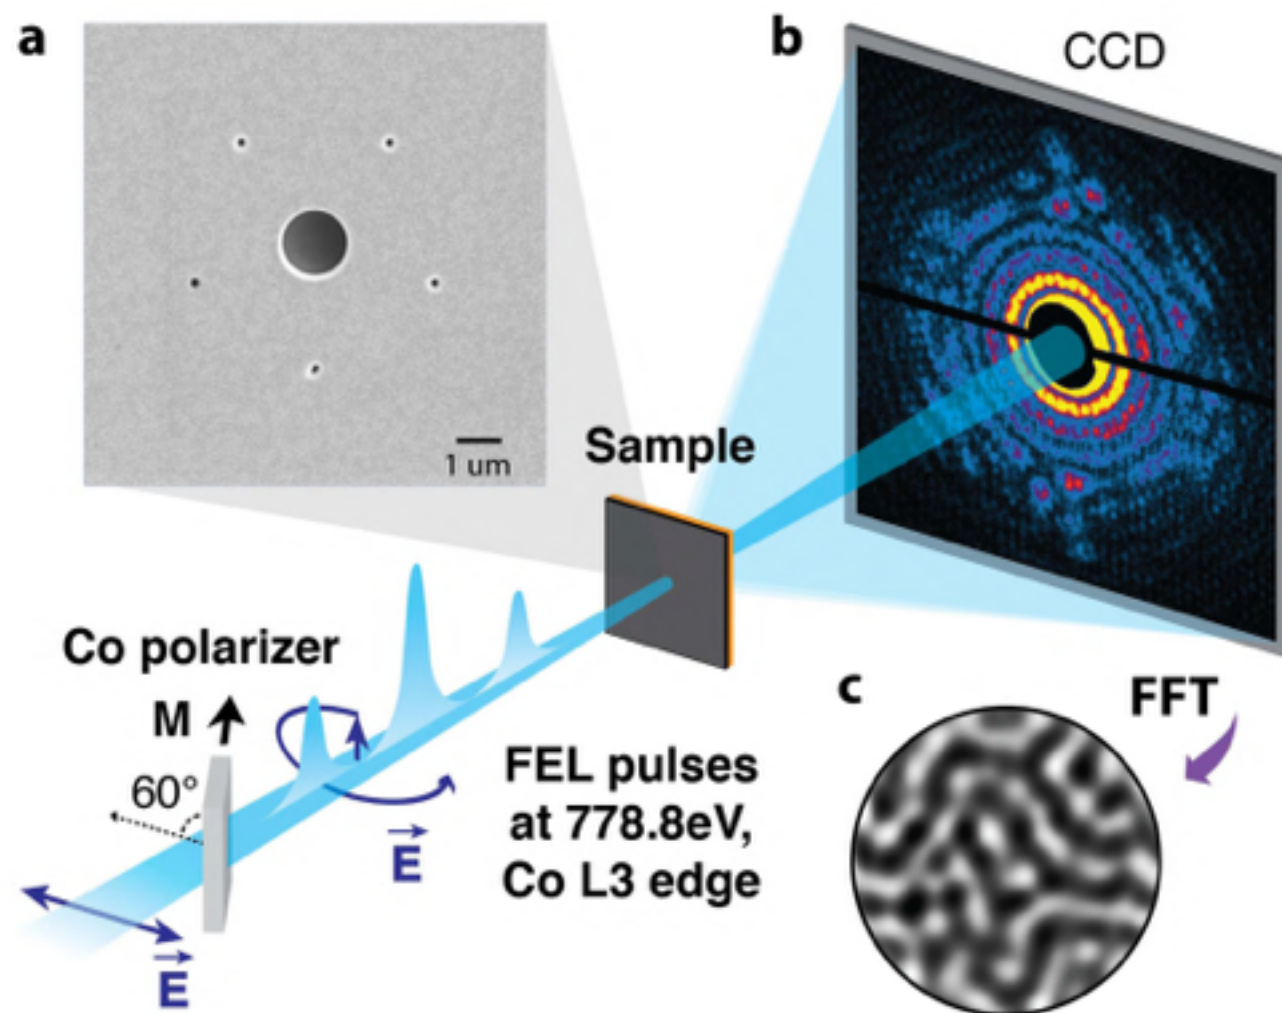 a
b
CCD
1 um
Sample
Co polarizer
M
60°
E
E
FEL pulses
at 778.8eV,
Co L3 edge
c
FFT